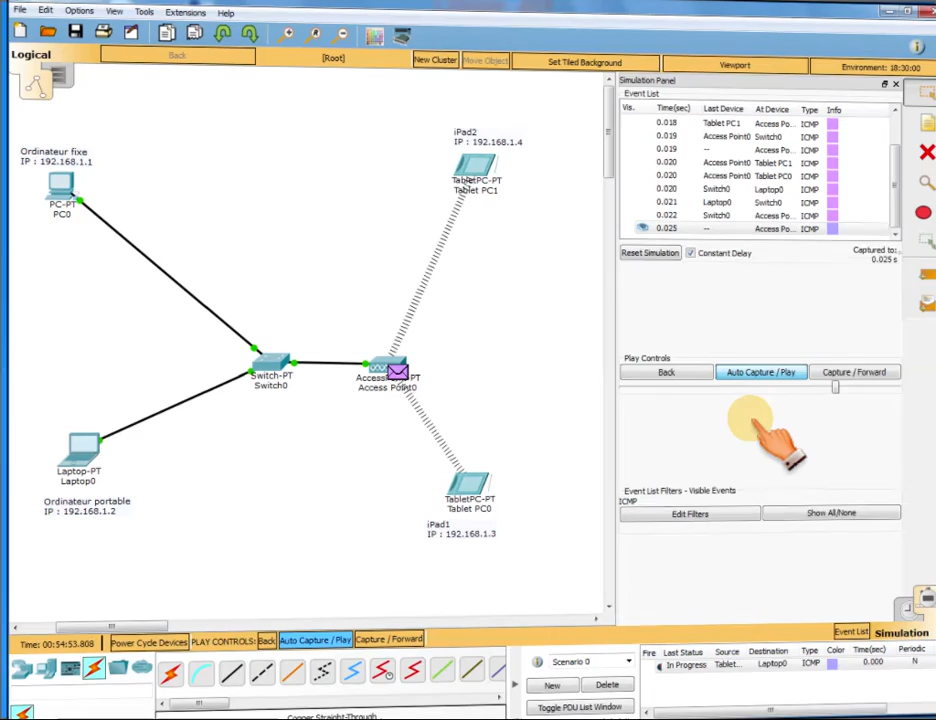 File Edit Options View Tools Extensions Help
Logical
Back
[Root]
New Cluster
Move Object
Set Tiled Background
Viewport
Environment: 18:30:00
Simulation Panel
Event List
Vis. Time(sec) Last Device At Device Type Info
0.018 Tablet PC1 Access Po... ICMP
0.019 Access Point0 Switch0 ICMP
0.019 -- Access Po... ICMP
0.020 Access Point0 Tablet PC1 ICMP
0.020 Access Point0 Tablet PC0 ICMP
0.020 Switch0 Laptop0 ICMP
0.021 Laptop0 Switch0 ICMP
0.022 Switch0 Access Po... ICMP
0.025 -- Access Po... ICMP
Reset Simulation
Constant Delay
Captured to:
0.025 s
Play Controls
Back
Auto Capture / Play
Capture / Forward
Event List Filters - Visible Events
ICMP
Edit Filters
Show All/None
iPad2
IP : 192.168.1.4
TabletPC-PT
Tablet PC1
Ordinateur fixe
IP : 192.168.1.1
PC-PT
PC0
Switch-PT
Switch0
Access Point0
Laptop-PT
Laptop0
Ordinateur portable
IP : 192.168.1.2
TabletPC-PT
Tablet PC0
iPad1
IP : 192.168.1.3
Event List
Simulation
Time: 00:54:53.808
Power Cycle Devices
PLAY CONTROLS:
Back
Auto Capture / Play
Capture / Forward
Scenario 0
New
Delete
Toggle PDU List Window
Fire Last Status Source Destination Type Color Time(sec) Periodic
In Progress Tablet... Laptop0 ICMP 0.000 N
Copper Straight-Through